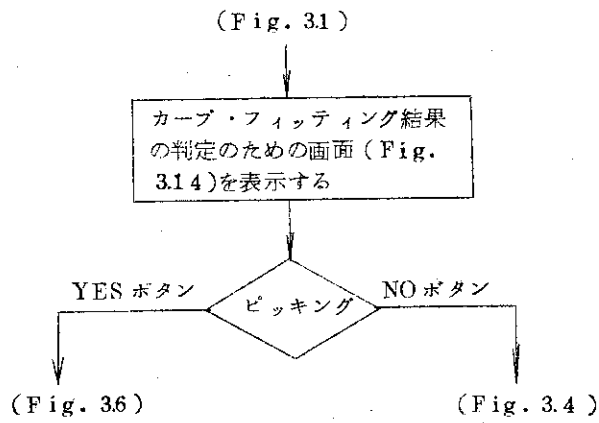 (Fig. 3.1)
カーブ・フィッティング結果
の判定のための画面(Fig.
3.14)を表示する
YES ボタン
ピッキング
NO ボタン
(Fig. 3.6)
(Fig. 3.4)